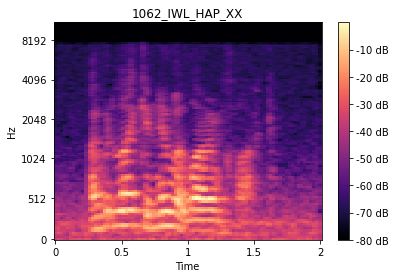 1062_IWL_HAP_XX
8192
4096
2048
1024
512
0
Hz
0
0.5
1
1.5
2
Time
-10 dB
-20 dB
-30 dB
-40 dB
-50 dB
-60 dB
-70 dB
-80 dB